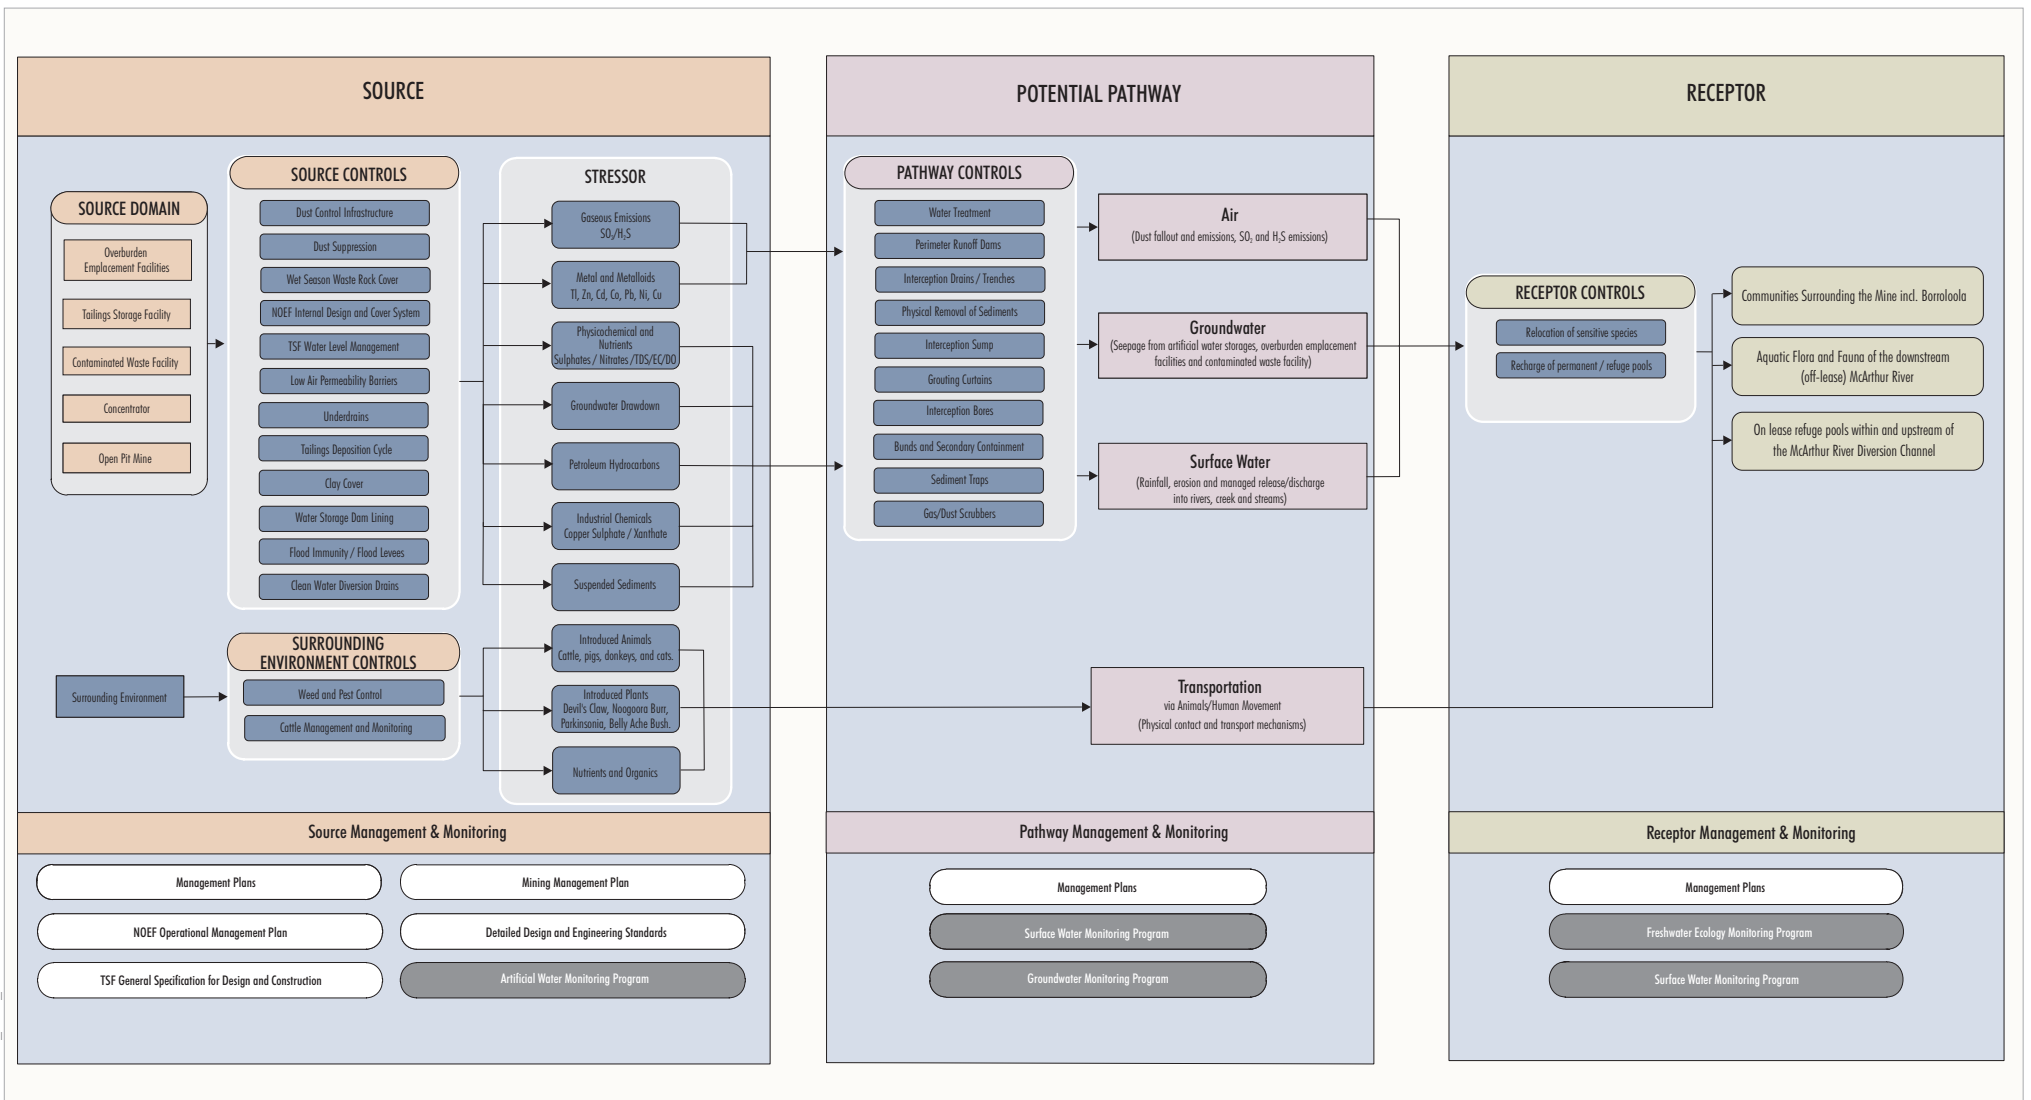 SOURCE
SOURCE DOMAIN
Overburden
Emplacement Facilities
Tailings Storage Facility
Contaminated Waste Facility
Concentrator
Open Pit Mine
SOURCE CONTROLS
Dust Control Infrastructure
Dust Suppression
Wet Season Waste Rock Cover
NOEF Internal Design and Cover System
TSF Water Level Management
Low Air Permeability Barriers
Underdrains
Tailings Deposition Cycle
Clay Cover
Water Storage Dam Lining
Flood Immunity / Flood Levees
Clean Water Diversion Drains
Surrounding Environment
SURROUNDING
ENVIRONMENT CONTROLS
Weed and Pest Control
Cattle Management and Monitoring
STRESSOR
Gaseous Emissions
SO₂/H₂S
Metal and Metalloids
Tl, Zn, Cd, Co, Pb, Ni, Cu
Physicochemical and
Nutrients
Sulphates / Nitrates /TDS/EC/DO
Groundwater Drawdown
Petroleum Hydrocarbons
Industrial Chemicals
Copper Sulphate / Xanthate
Suspended Sediments
Introduced Animals
Cattle, pigs, donkeys, and cats.
Introduced Plants
Devil's Claw, Noogoora Burr,
Parkinsonia, Belly Ache Bush.
Nutrients and Organics
Source Management & Monitoring
Management Plans
Mining Management Plan
NOEF Operational Management Plan
Detailed Design and Engineering Standards
TSF General Specification for Design and Construction
Artificial Water Monitoring Program
POTENTIAL PATHWAY
PATHWAY CONTROLS
Water Treatment
Perimeter Runoff Dams
Interception Drains / Trenches
Physical Removal of Sediments
Interception Sump
Grouting Curtains
Interception Bores
Bunds and Secondary Containment
Sediment Traps
Gas/Dust Scrubbers
Air
(Dust fallout and emissions, SO₂ and H₂S emissions)
Groundwater
(Seepage from artificial water storages, overburden emplacement
facilities and contaminated waste facility)
Surface Water
(Rainfall, erosion and managed release/discharge
into rivers, creek and streams)
Transportation
via Animals/Human Movement
(Physical contact and transport mechanisms)
Pathway Management & Monitoring
Management Plans
Surface Water Monitoring Program
Groundwater Monitoring Program
RECEPTOR
RECEPTOR CONTROLS
Relocation of sensitive species
Recharge of permanent / refuge pools
Communities Surrounding the Mine incl. Borroloola
Aquatic Flora and Fauna of the downstream
(off-lease) McArthur River
On lease refuge pools within and upstream of
the McArthur River Diversion Channel
Receptor Management & Monitoring
Management Plans
Freshwater Ecology Monitoring Program
Surface Water Monitoring Program